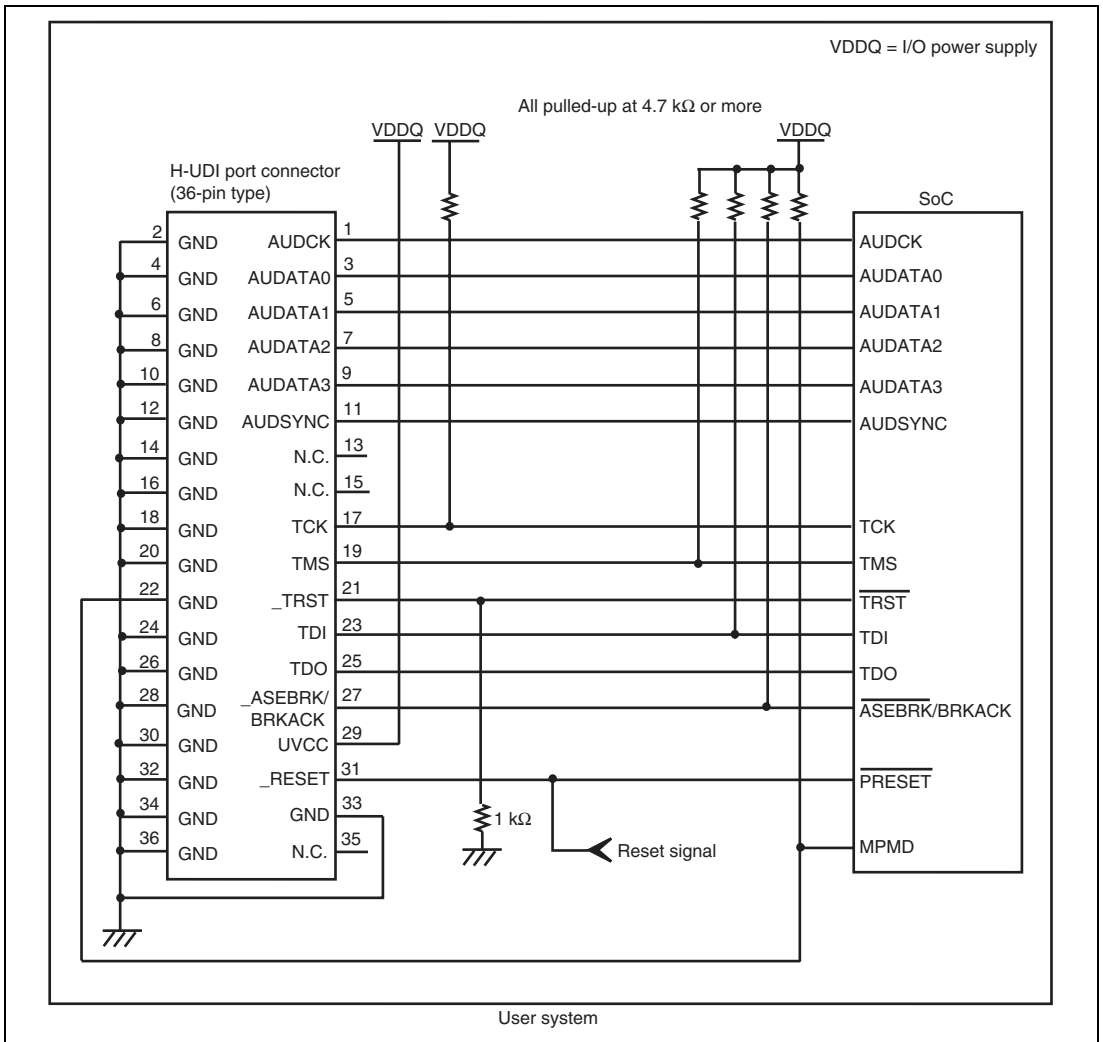 VDDQ = I/O power supply
All pulled-up at 4.7 kΩ or more
VDDQ VDDQ VDDQ
H-UDI port connector
(36-pin type)
SoC
2 GND AUDCK 1 AUDCK
4 GND AUDATA0 3 AUDATA0
6 GND AUDATA1 5 AUDATA1
8 GND AUDATA2 7 AUDATA2
10 GND AUDATA3 9 AUDATA3
12 GND AUDSYNC 11 AUDSYNC
14 GND N.C. 13
16 GND N.C. 15
18 GND TCK 17 TCK
20 GND TMS 19 TMS
22 GND _TRST 21 TRST
24 GND TDI 23 TDI
26 GND TDO 25 TDO
28 GND _ASEBRK/ 27 ASEBRK/BRKACK
BRKACK
30 GND UVCC 29
32 GND _RESET 31 PRESET
34 GND GND 33
1 kΩ
36 GND N.C. 35
Reset signal
MPMD
User system